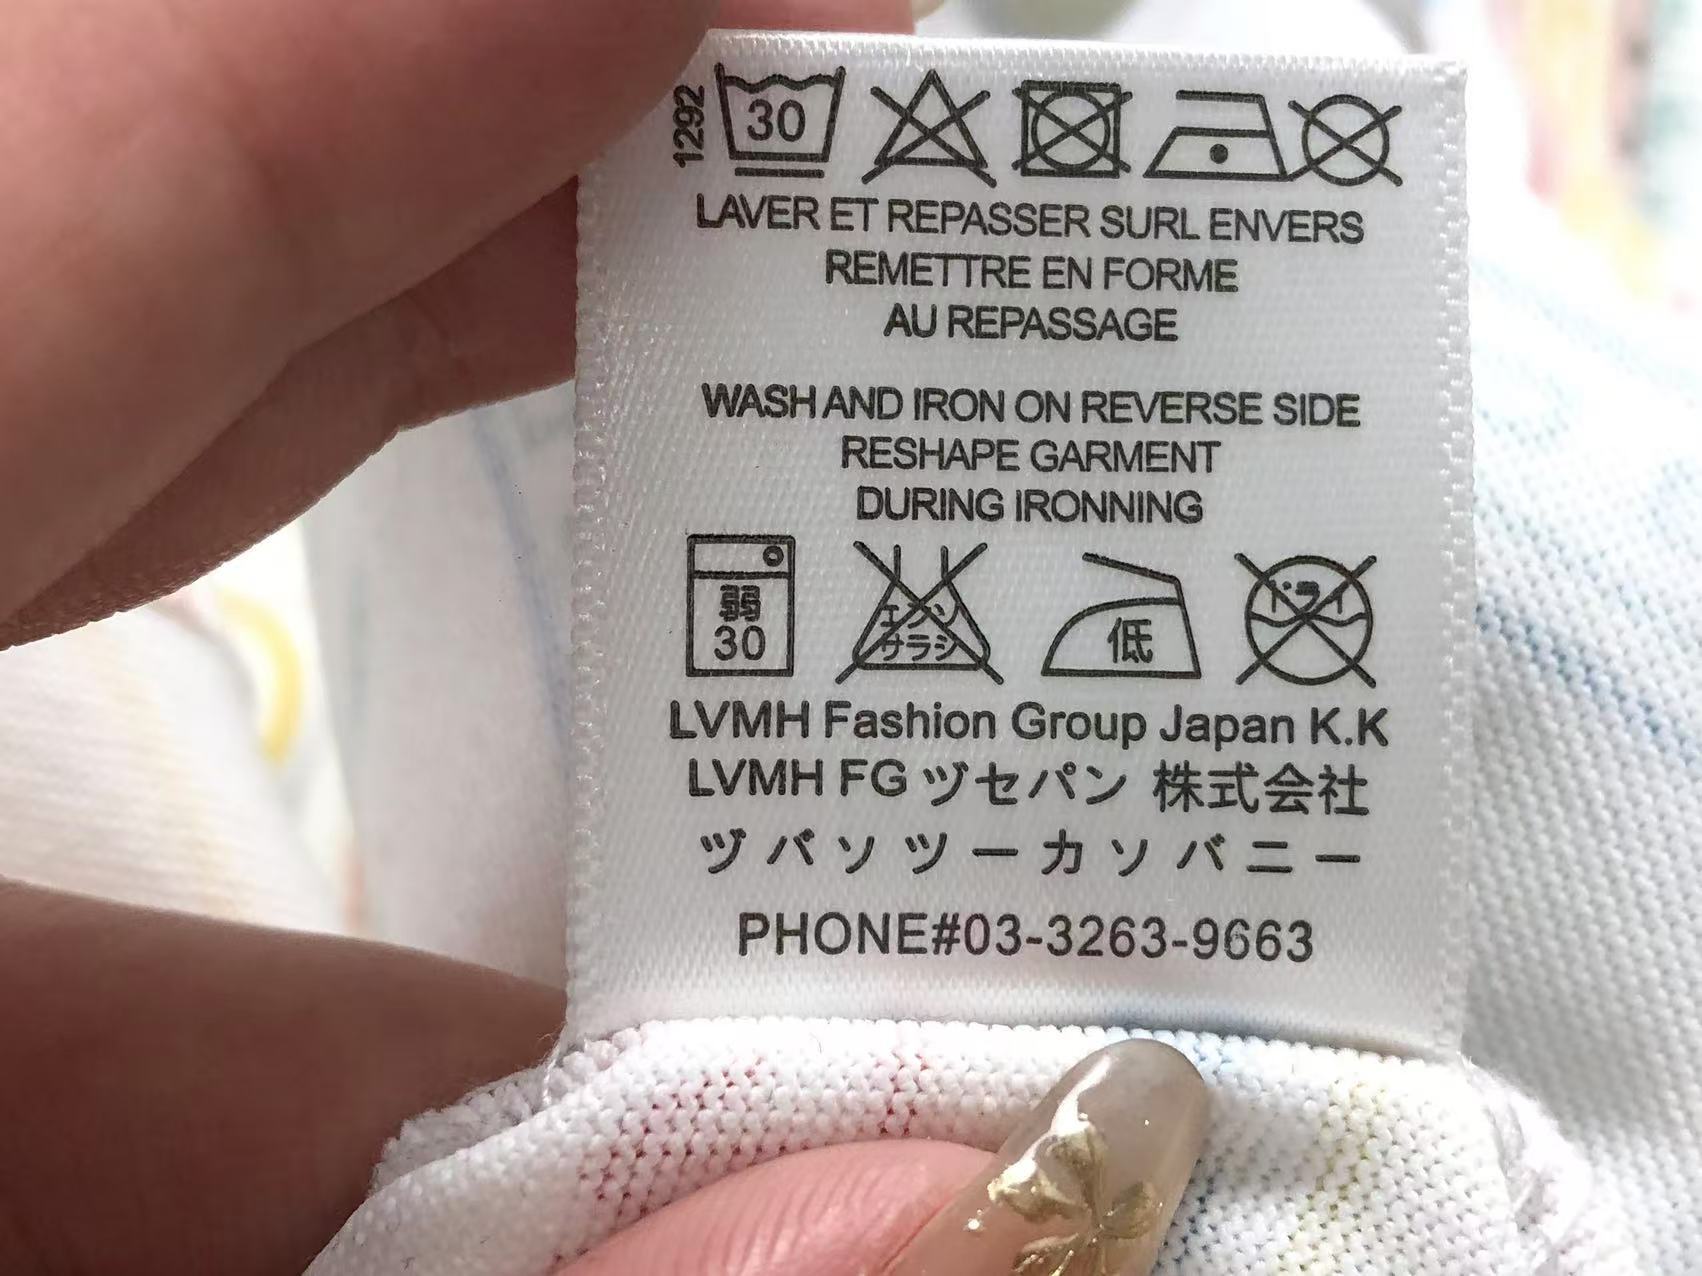 1292
30
LAVER ET REPASSER SURL ENVERS
REMETTRE EN FORME
AU REPASSAGE
WASH AND IRON ON REVERSE SIDE
RESHAPE GARMENT
DURING IRONNING
弱
30
エンソ
サラシ
低
ドライ
LVMH Fashion Group Japan K.K
LVMH FG ヅセパン 株式会社
ヅバソツーカソバニー
PHONE#03-3263-9663